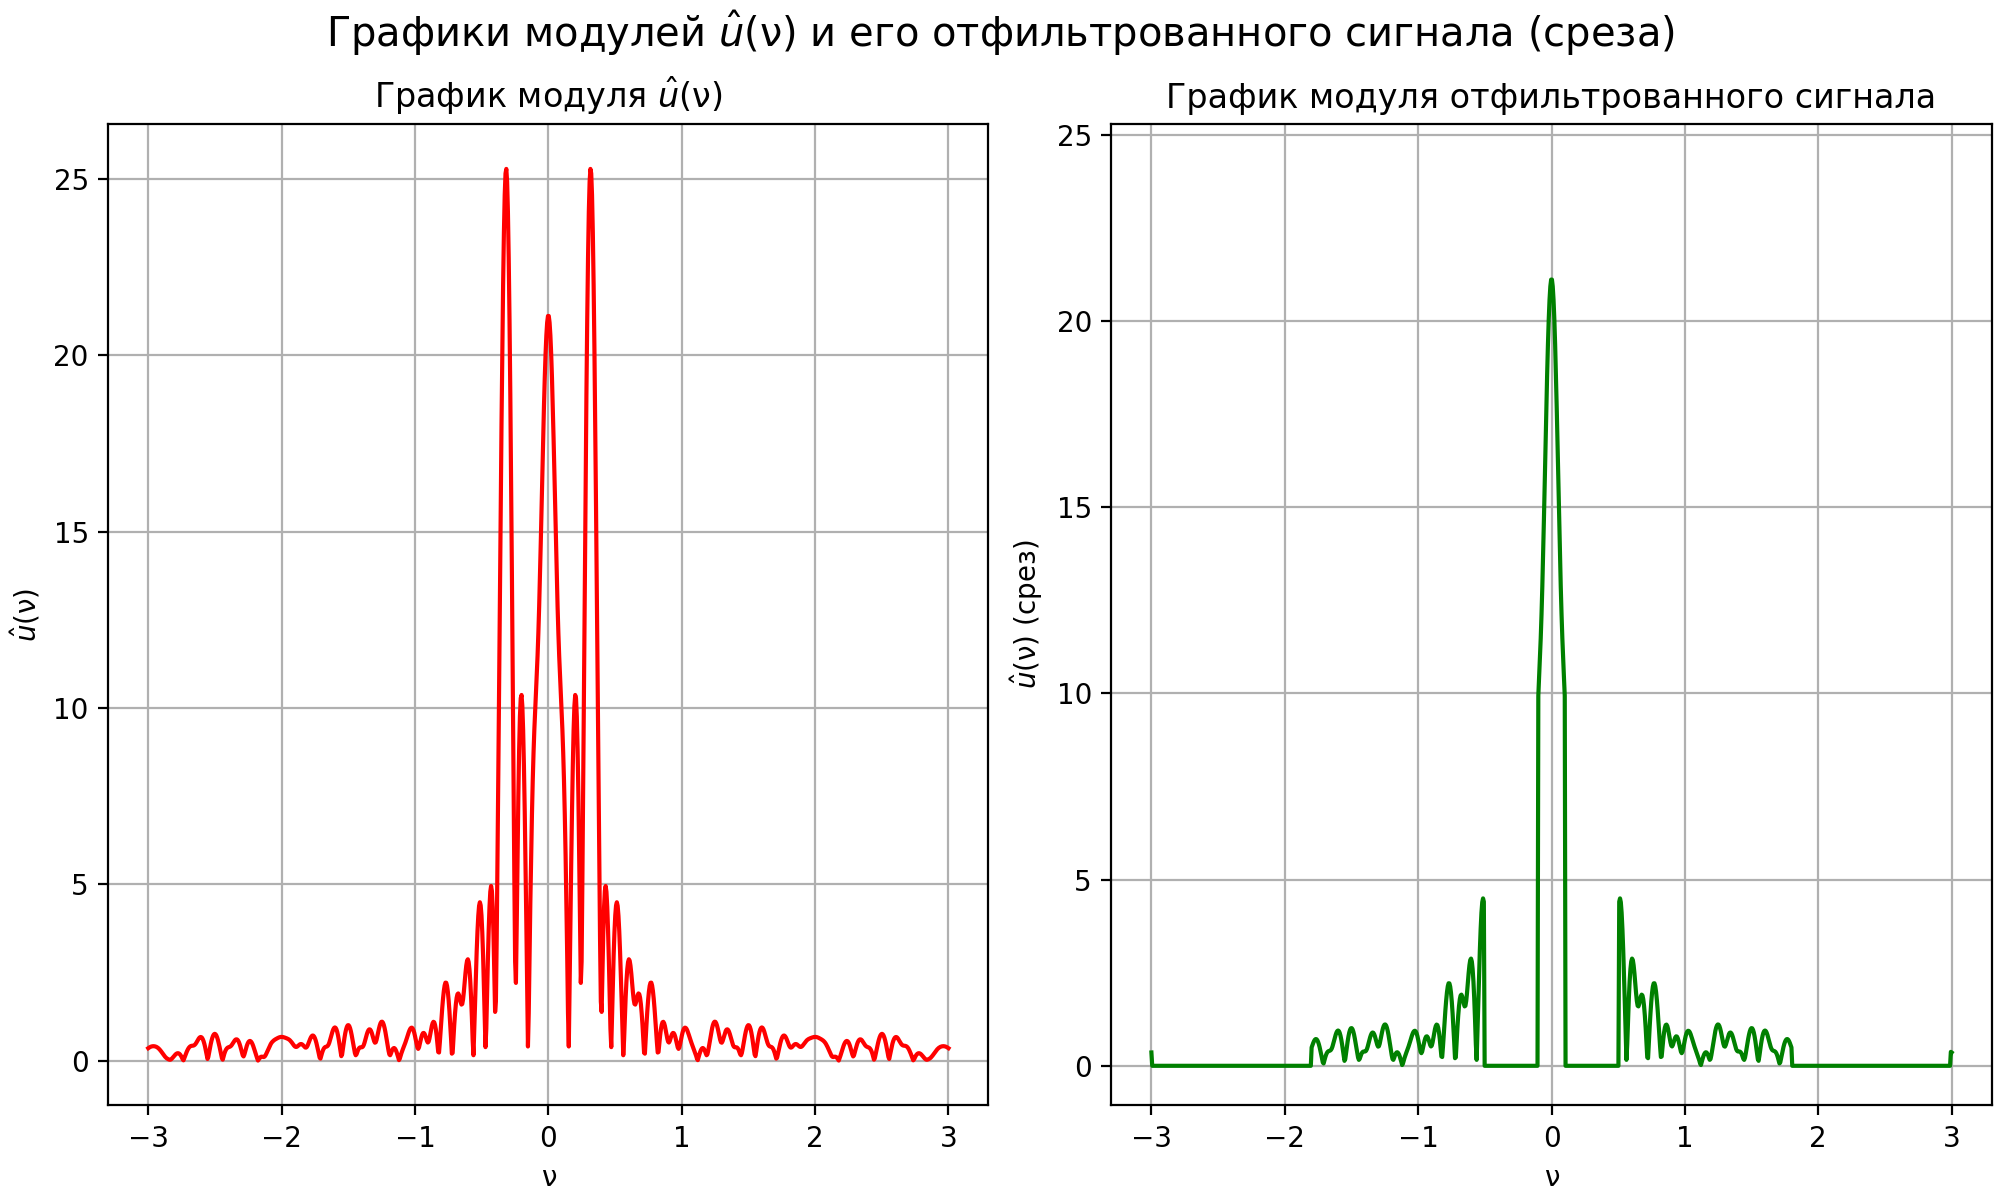 Графики модулей û(ν) и его отфильтрованного сигнала (среза)
График модуля û(ν)
û(ν)
25
20
15
10
5
0
−3 −2 −1 0 1 2 3
ν
График модуля отфильтрованного сигнала
û(ν) (срез)
25
20
15
10
5
0
−3 −2 −1 0 1 2 3
ν